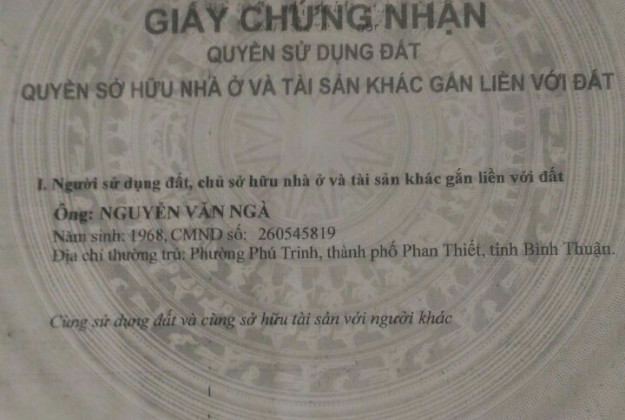 GIẤY CHỨNG NHẬN
QUYỀN SỬ DỤNG ĐẤT
QUYỀN SỞ HỮU NHÀ Ở VÀ TÀI SẢN KHÁC GẮN LIỀN VỚI ĐẤT
I. Người sử dụng đất, chủ sở hữu nhà ở và tài sản khác gắn liền với đất
Ông: NGUYỄN VĂN NGÀ
Năm sinh: 1968, CMND số: 260545819
Địa chỉ thường trú: Phường Phú Trinh, thành phố Phan Thiết, tỉnh Bình Thuận.
Cùng sử dụng đất và cùng sở hữu tài sản với người khác